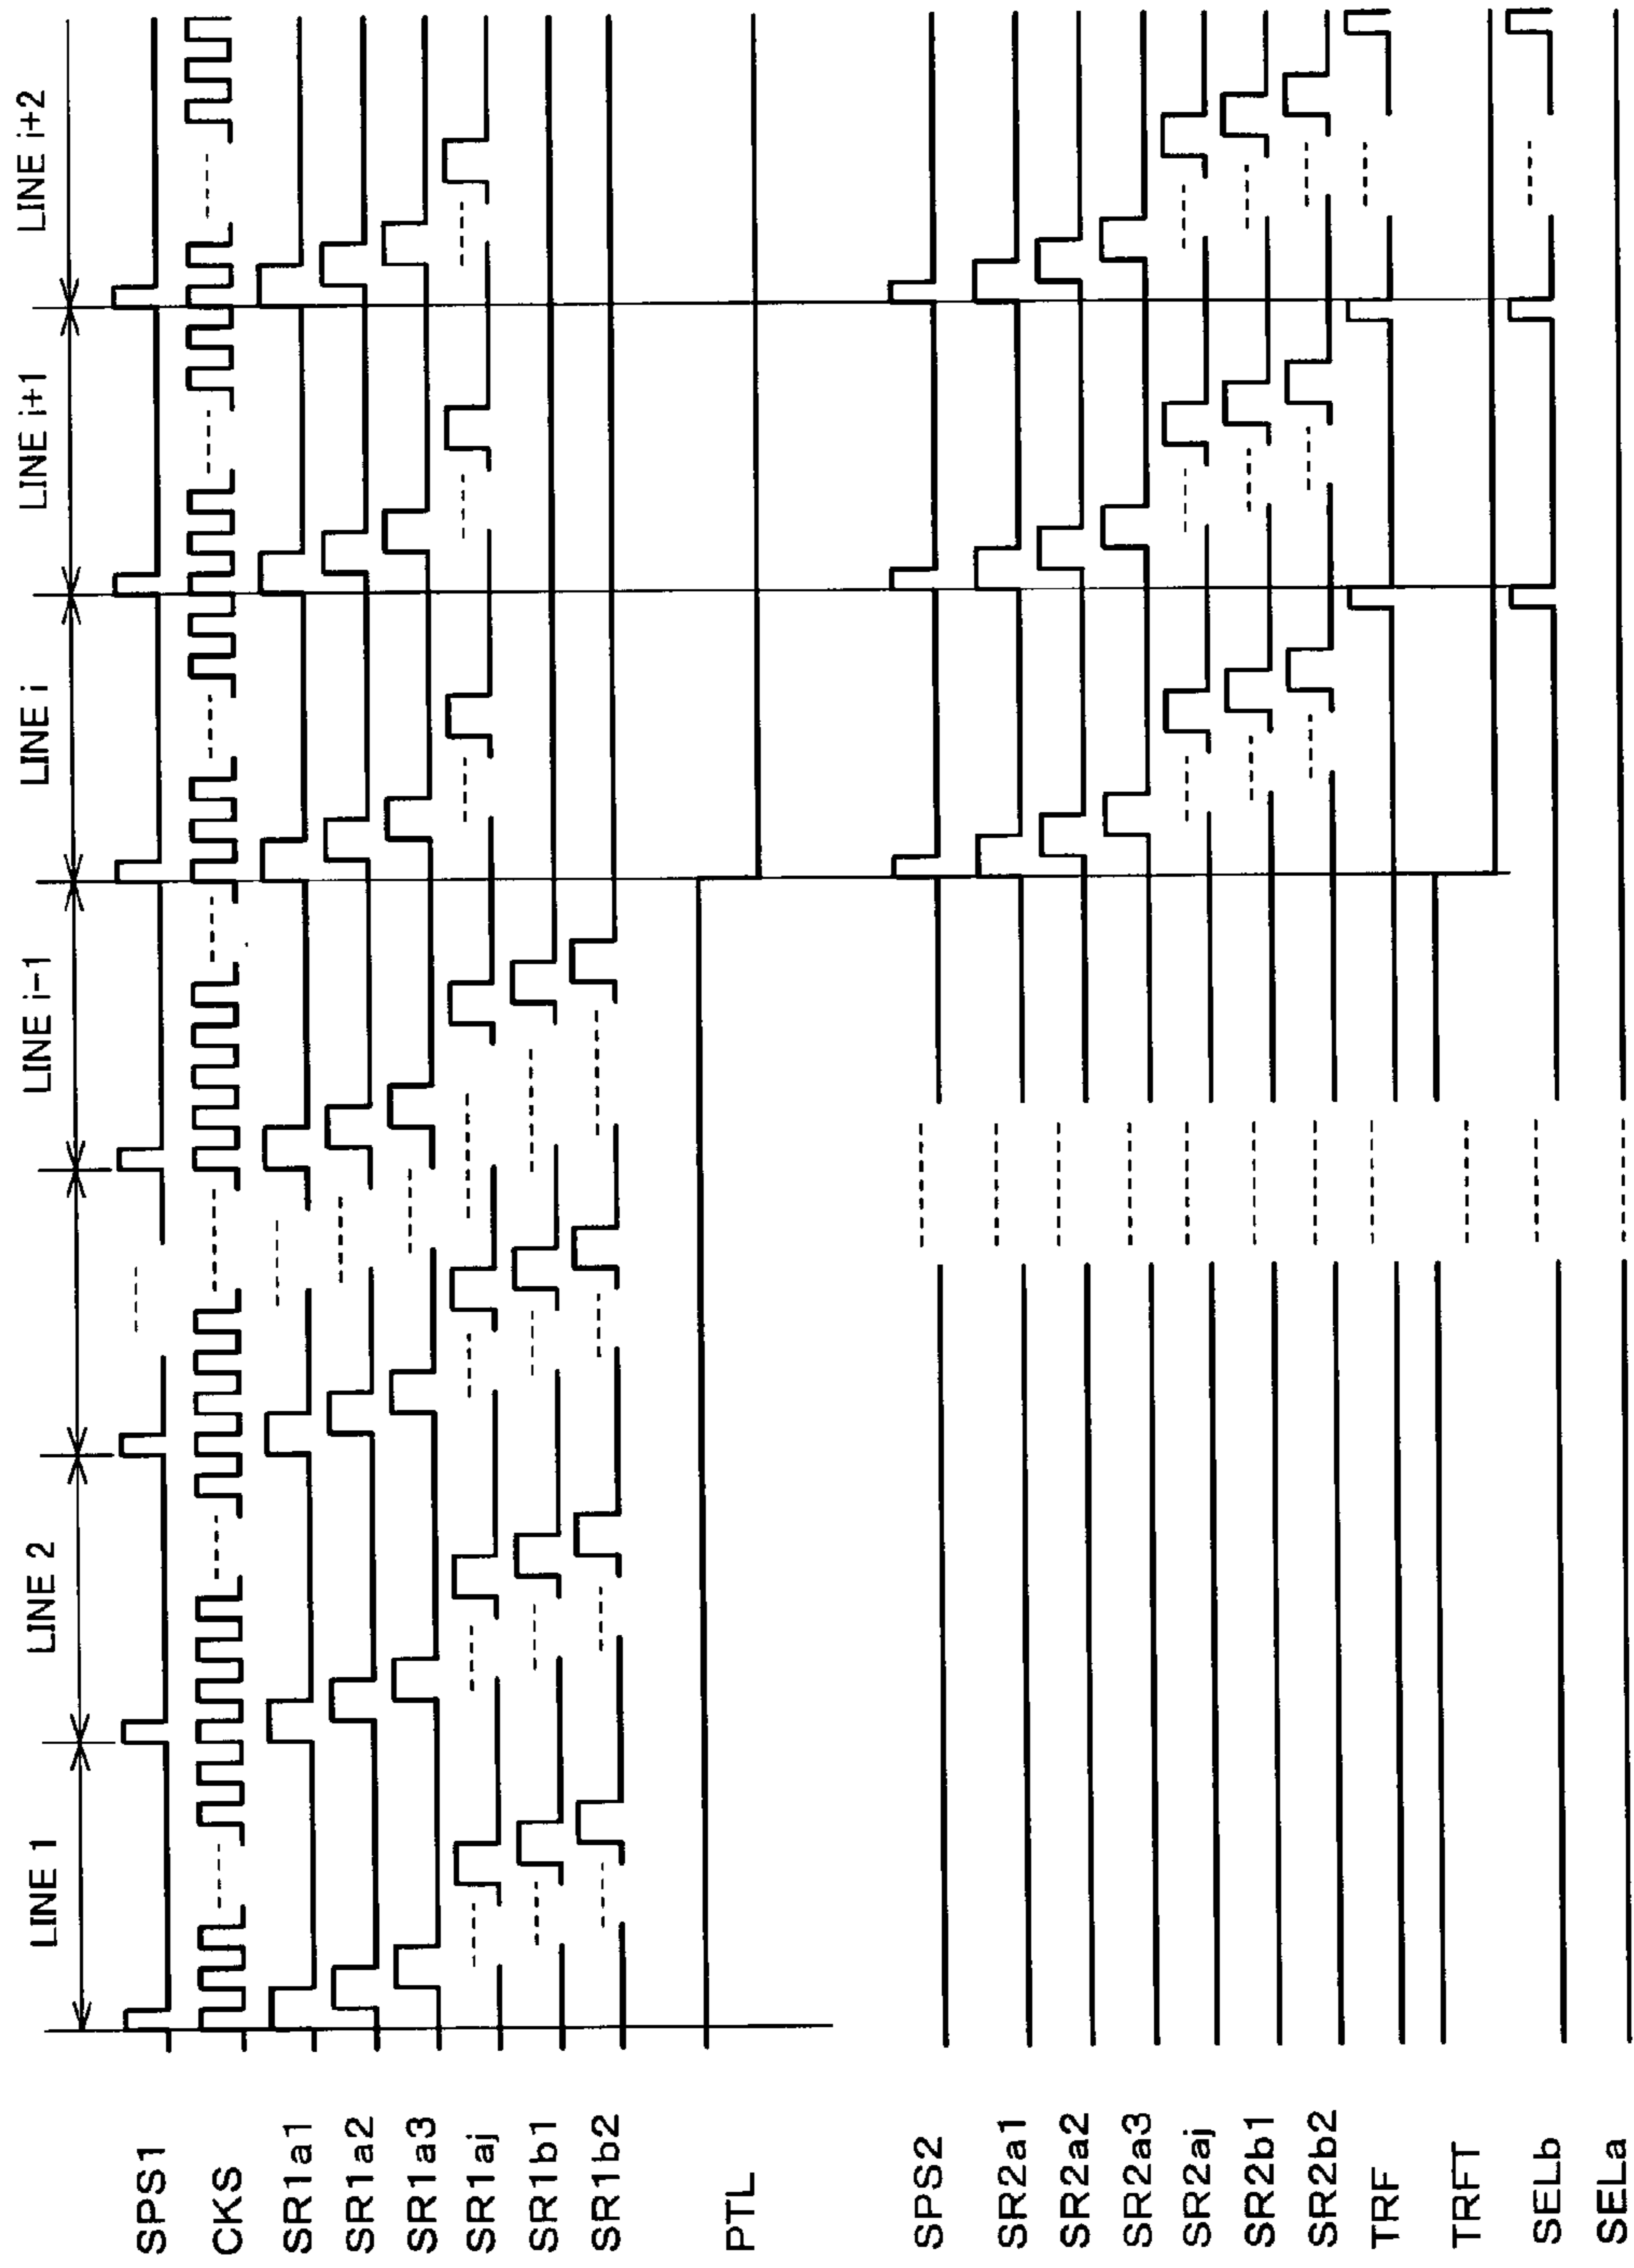 LINE 1
LINE 2
LINE i−1
LINE i
LINE i+1
LINE i+2
SPS1
CKS
SR1a1
SR1a2
SR1a3
SR1aj
SR1b1
SR1b2
PTL
SPS2
SR2a1
SR2a2
SR2a3
SR2aj
SR2b1
SR2b2
TRF
TRFT
SELb
SELa